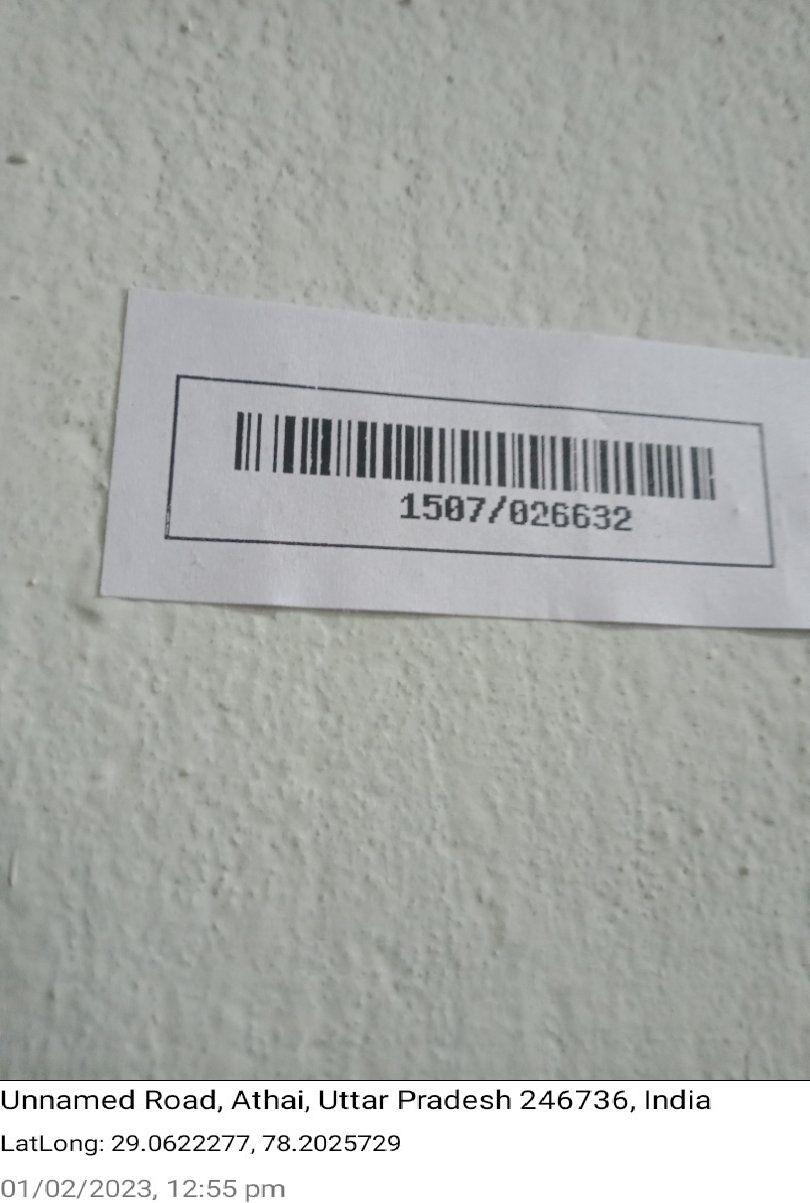 1507/026632
Unnamed Road, Athai, Uttar Pradesh 246736, India
LatLong: 29.0622277, 78.2025729
01/02/2023, 12:55 pm